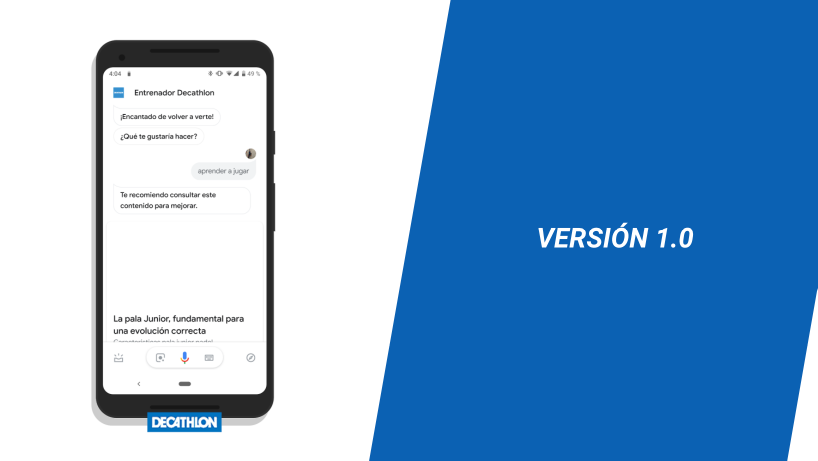 4:04
49 %
Entrenador Decathlon
¡Encantado de volver a verte!
¿Qué te gustaría hacer?
aprender a jugar
Te recomiendo consultar este
contenido para mejorar.
La pala Junior, fundamental para
una evolución correcta
DECATHLON
VERSIÓN 1.0